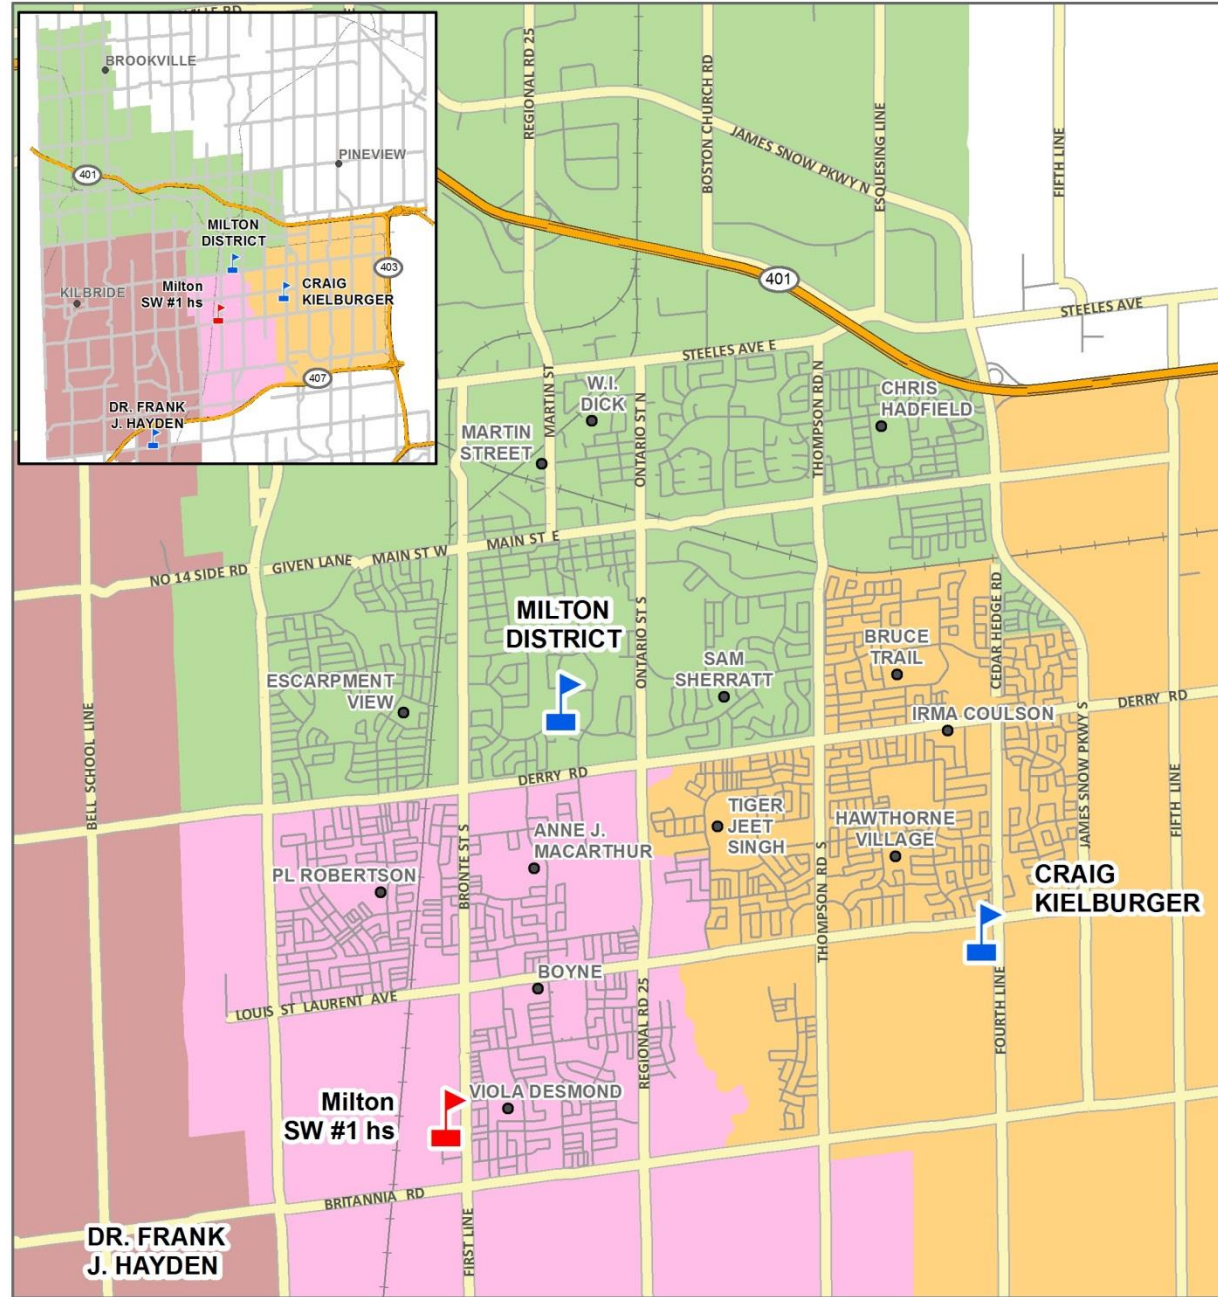 BROOKVILLE
PINEVIEW
401
MILTON
DISTRICT
403
KILBRIDE
Milton
SW #1 hs
CRAIG
KIELBURGER
407
DR. FRANK
J. HAYDEN
REGIONAL RD 25
BOSTON CHURCH RD
JAMES SNOW PKWY N
ESQUESING LINE
FIFTH LINE
401
STEELES AVE
STEELES AVE E
MARTIN ST
W.I.
DICK
ONTARIO ST N
THOMPSON RD N
CHRIS
HADFIELD
MARTIN
STREET
MAIN ST E
MAIN ST W
GIVEN LANE
NO 14 SIDE RD
MILTON
DISTRICT
ONTARIO ST S
SAM
SHERRATT
BRUCE
TRAIL
CEDAR HEDGE RD
ESCARPMENT
VIEW
IRMA COULSON
DERRY RD
BELL SCHOOL LINE
DERRY RD
JAMES SNOW PKWY S
FIFTH LINE
TIGER
JEET
SINGH
HAWTHORNE
VILLAGE
ANNE J.
MACARTHUR
PL ROBERTSON
BRONTE ST S
THOMPSON RD S
CRAIG
KIELBURGER
BOYNE
LOUIS ST LAURENT AVE
REGIONAL RD 25
FOURTH LINE
VIOLA DESMOND
Milton
SW #1 hs
BRITANNIA RD
FIRST LINE
DR. FRANK
J. HAYDEN